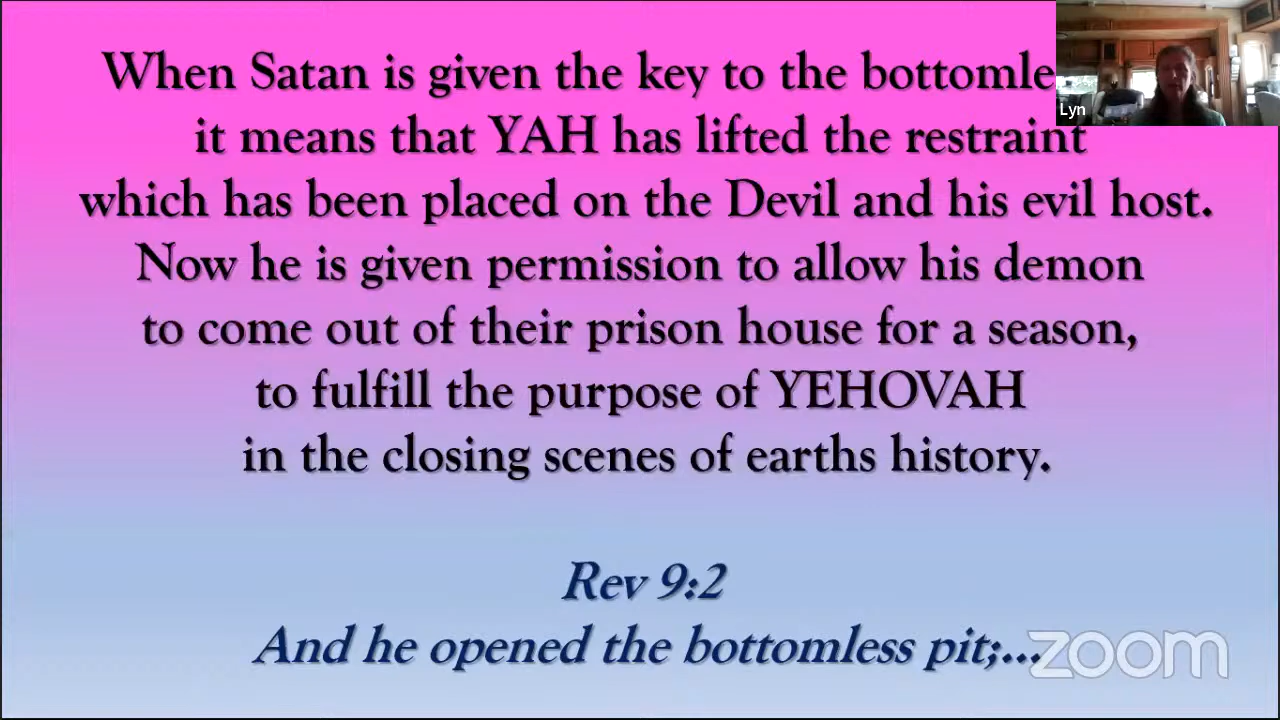 When Satan is given the key to the
it means that YAH has lifted the restraint
which has been placed on the Devil and his evil host.
Now he is given permission to allow his demon
to come out of their prison house for a season,
to fulfill the purpose of YEHOVAH
in the closing scenes of earths history.
Rev 9:2
And he opened the bottomless pit;...
Lyn
zoom